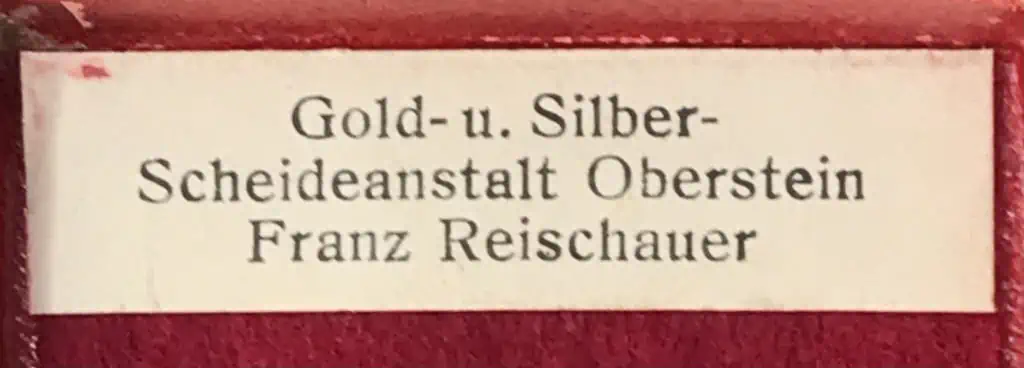 Gold- u. Silber-
Scheideanstalt Oberstein
Franz Reischauer